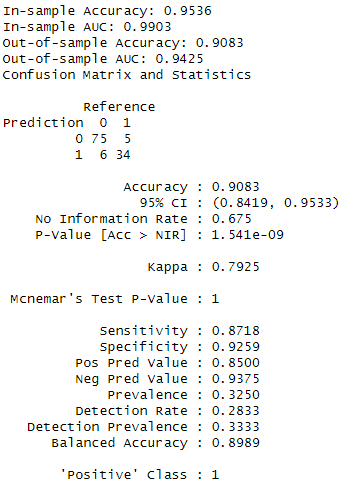 In-sample Accuracy: 0.9536
In-sample AUC: 0.9903
Out-of-sample Accuracy: 0.9083
Out-of-sample AUC: 0.9425
Confusion Matrix and Statistics
Reference
Prediction 0 1
0 75 5
1 6 34
Accuracy : 0.9083
95% CI : (0.8419, 0.9533)
No Information Rate : 0.675
P-Value [Acc > NIR] : 1.541e-09
Kappa : 0.7925
Mcnemar's Test P-Value : 1
Sensitivity : 0.8718
Specificity : 0.9259
Pos Pred Value : 0.8500
Neg Pred Value : 0.9375
Prevalence : 0.3250
Detection Rate : 0.2833
Detection Prevalence : 0.3333
Balanced Accuracy : 0.8989
'Positive' Class : 1